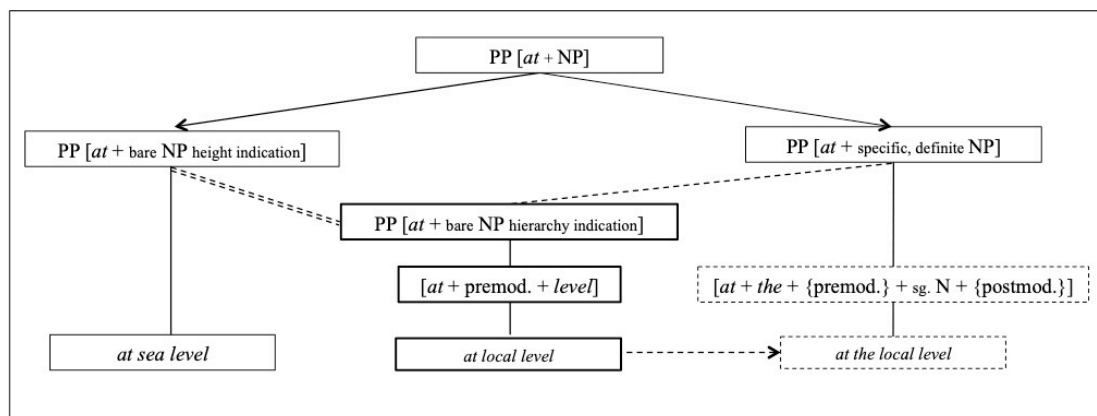 PP [at + NP]
PP [at + bare NP height indication]
PP [at + specific, definite NP]
PP [at + bare NP hierarchy indication]
[at + premod. + level]
[at + the + {premod.} + sg. N + {postmod.}]
at sea level
at local level
at the local level